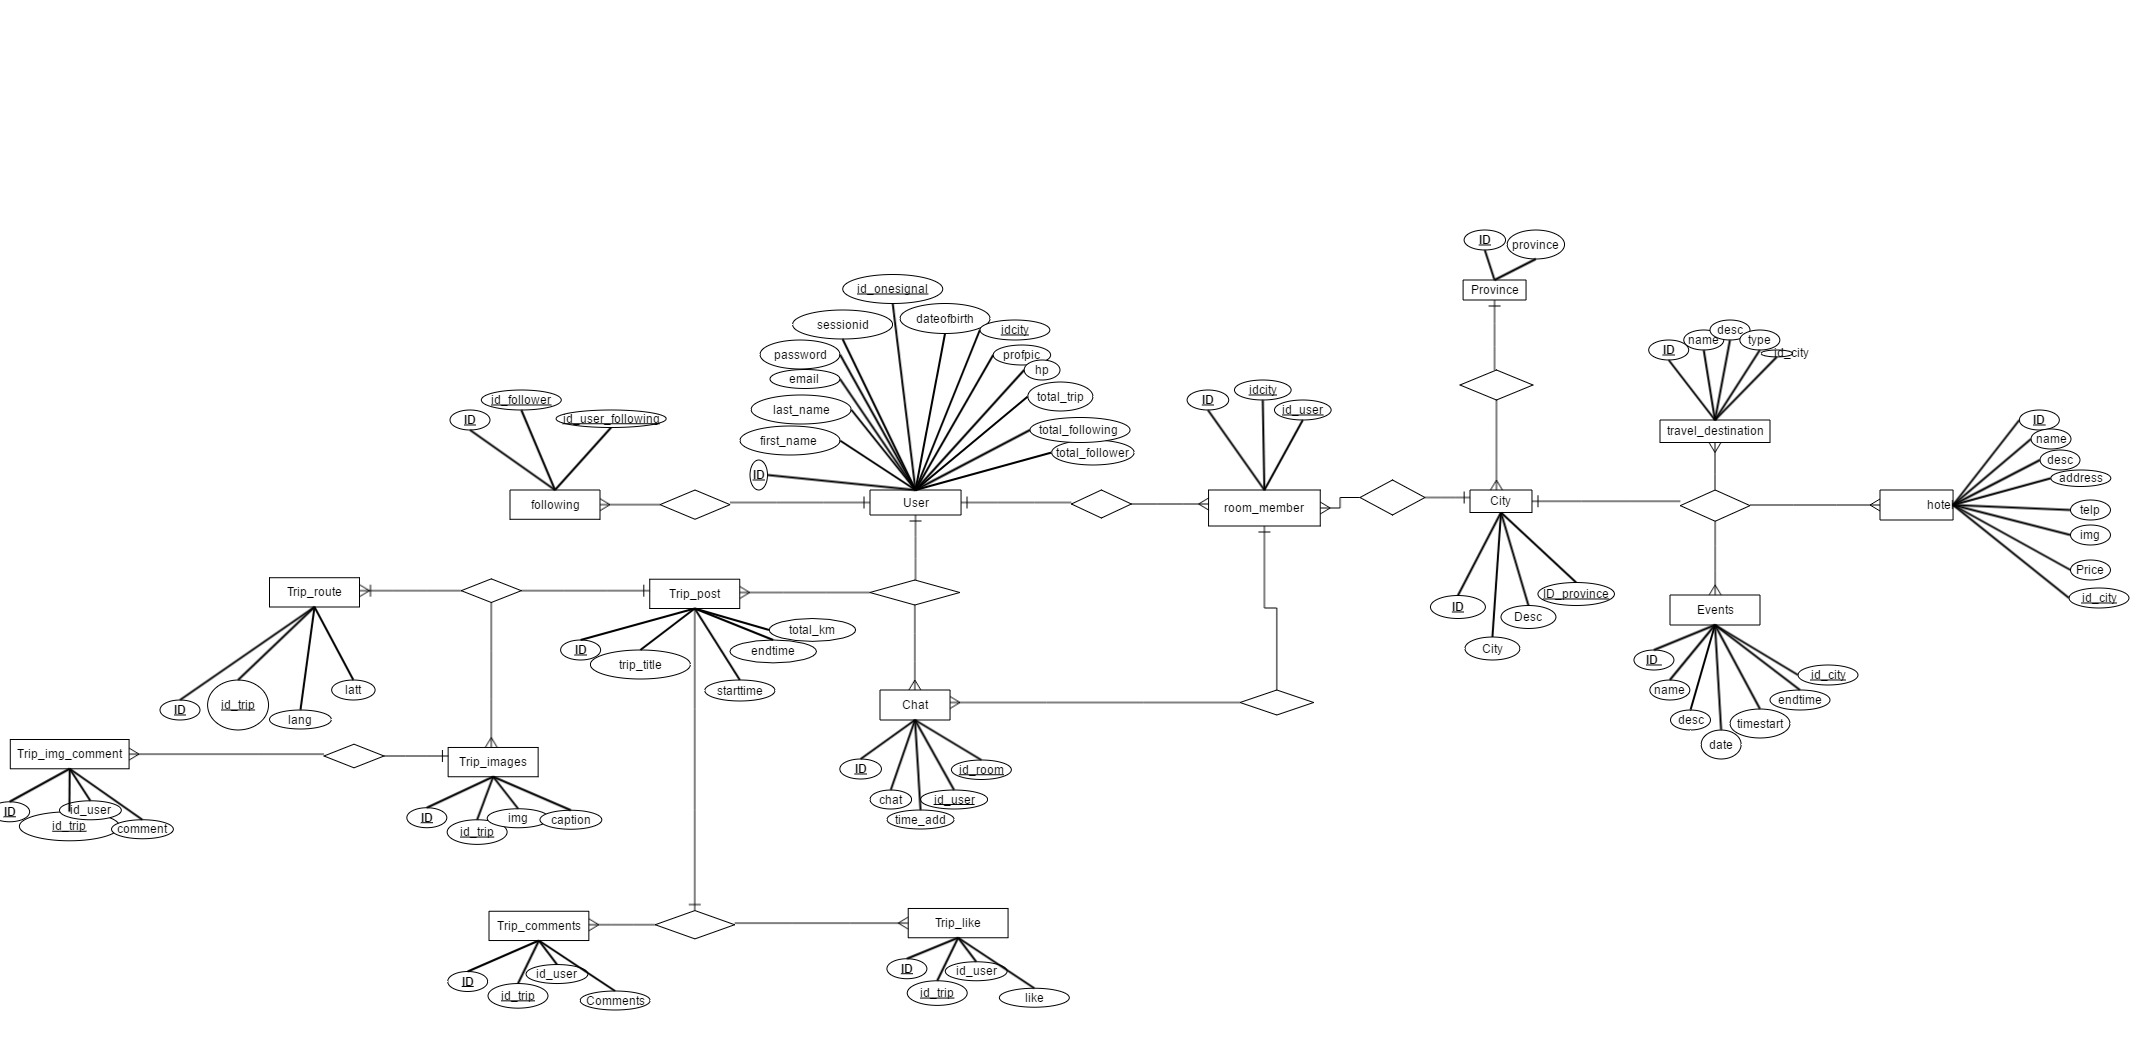 ID
province
Province
id_onesignal
sessionid
dateofbirth
idcity
password
profpic
email
hp
last_name
total_trip
first_name
total_following
total_follower
ID
User
ID
id_follower
id_user_following
following
ID
idcity
id_user
room_member
City
ID
City
Desc
ID_province
ID
name
desc
type
id_city
travel_destination
ID
name
desc
address
telp
img
Price
id_city
Events
ID
name
desc
date
timestart
endtime
id_city
Trip_route
ID
id_trip
lang
latt
Trip_post
ID
trip_title
starttime
endtime
total_km
Chat
ID
chat
time_add
id_user
id_room
Trip_img_comment
ID
id_trip
id_user
comment
Trip_images
ID
id_trip
img
caption
Trip_comments
ID
id_trip
id_user
Comments
Trip_like
ID
id_trip
id_user
like